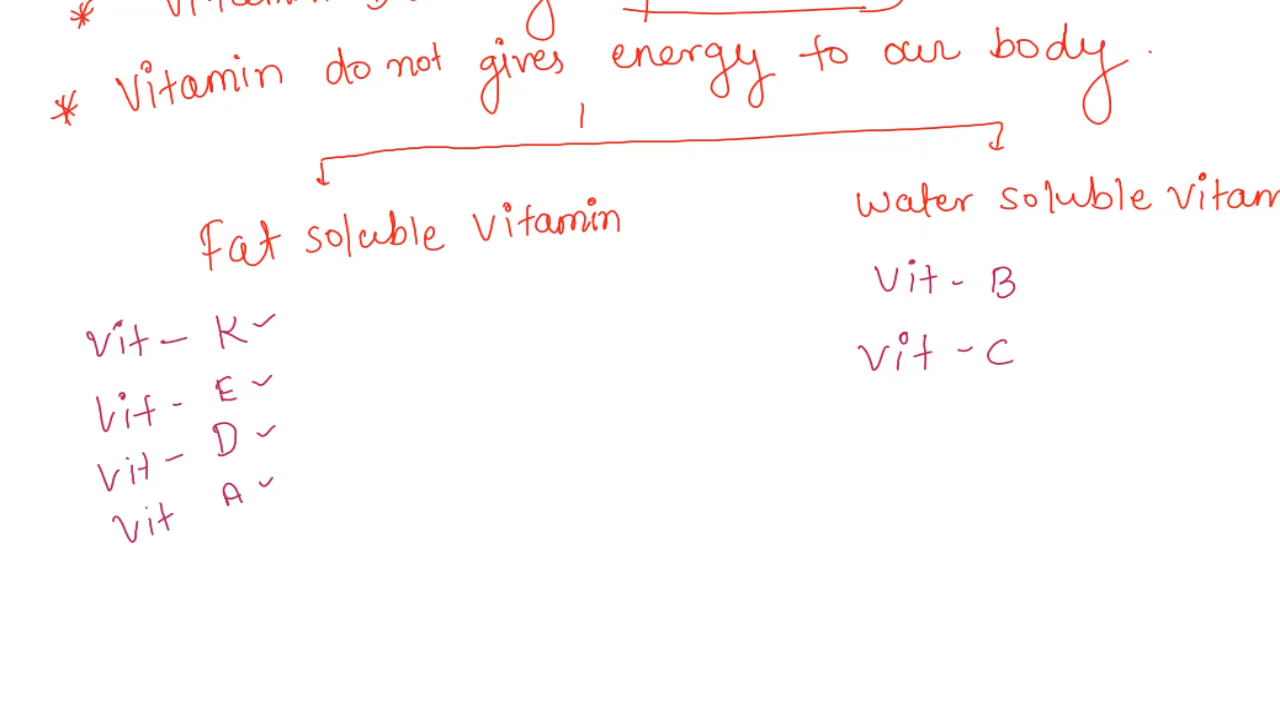 * Vitamin
* Vitamin do not gives energy to our body.
Fat soluble vitamin
Water soluble vitam
Vit - B
Vit - K
Vit - C
Vit - E
Vit - D
Vit A